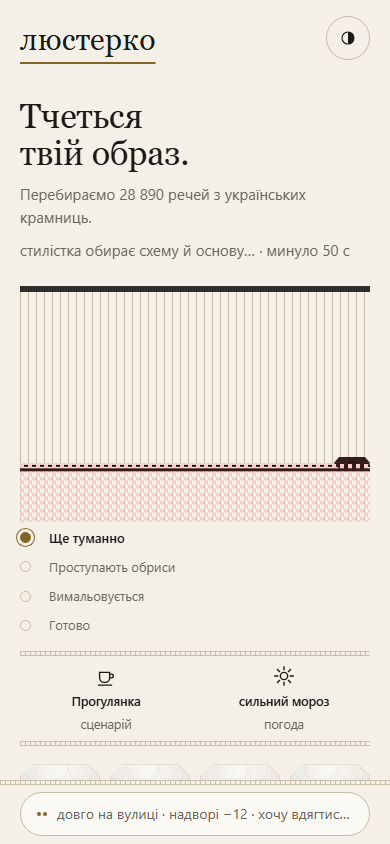 люстерко
Тчеться
твій образ.
Перебираємо 28 890 речей з українських
крамниць.
стилістка обирає схему й основу... · минуло 50 с
Ще туманно
Проступають обриси
Вимальовується
Готово
Прогулянка
сценарій
сильний мороз
погода
довго на вулиці · надворі −12 · хочу вдягтис...